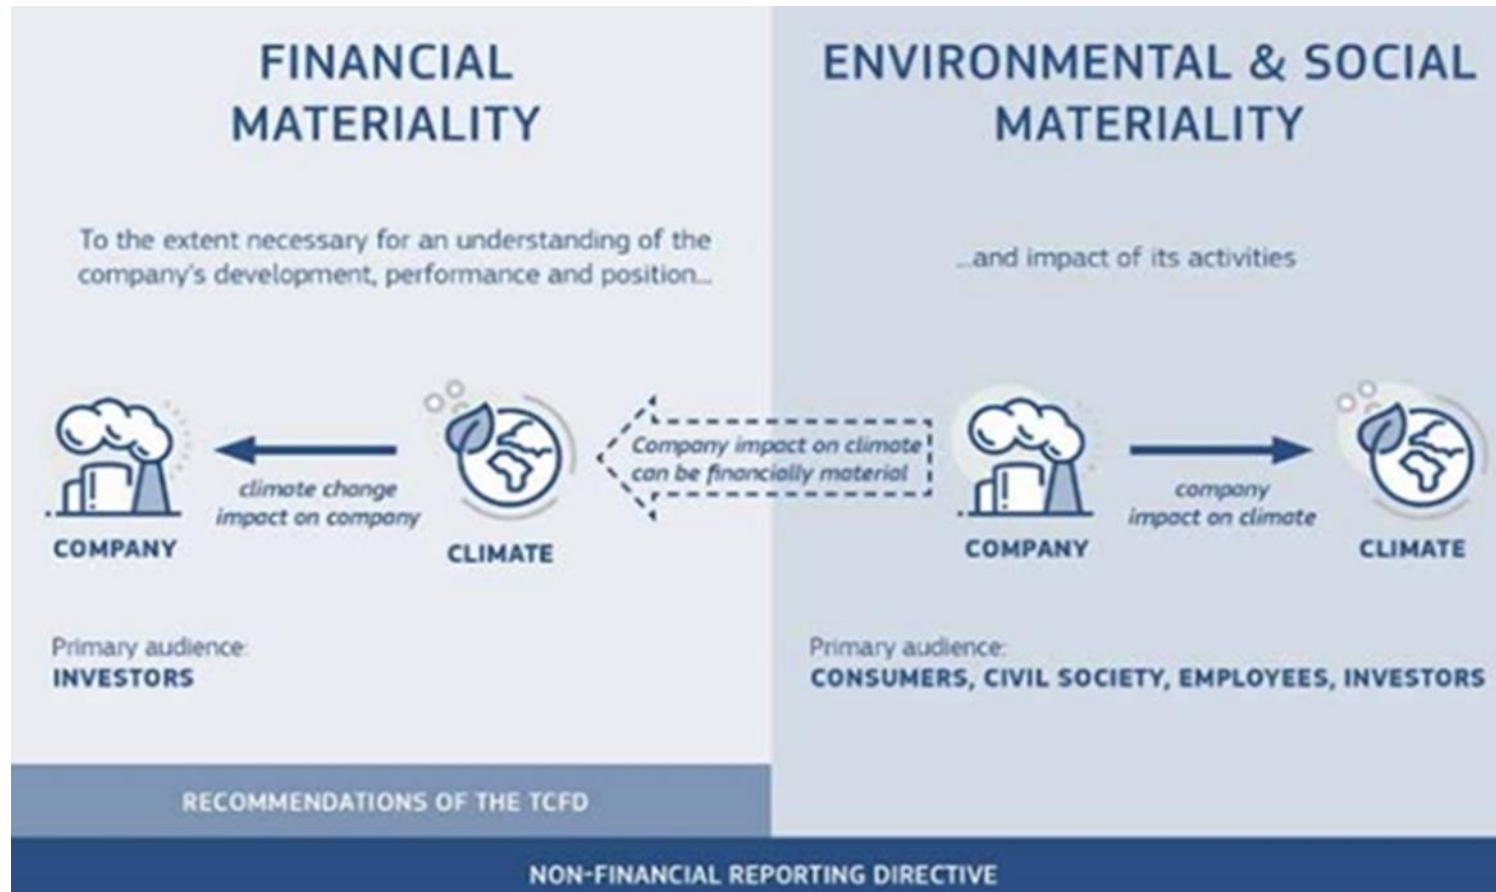 FINANCIAL
MATERIALITY
To the extent necessary for an understanding of the
company's development, performance and position...
climate change
impact on company
COMPANY
CLIMATE
Primary audience:
INVESTORS
RECOMMENDATIONS OF THE TCFD
Company impact on climate
can be financially material
ENVIRONMENTAL & SOCIAL
MATERIALITY
...and impact of its activities
company
impact on climate
COMPANY
CLIMATE
Primary audience:
CONSUMERS, CIVIL SOCIETY, EMPLOYEES, INVESTORS
NON-FINANCIAL REPORTING DIRECTIVE